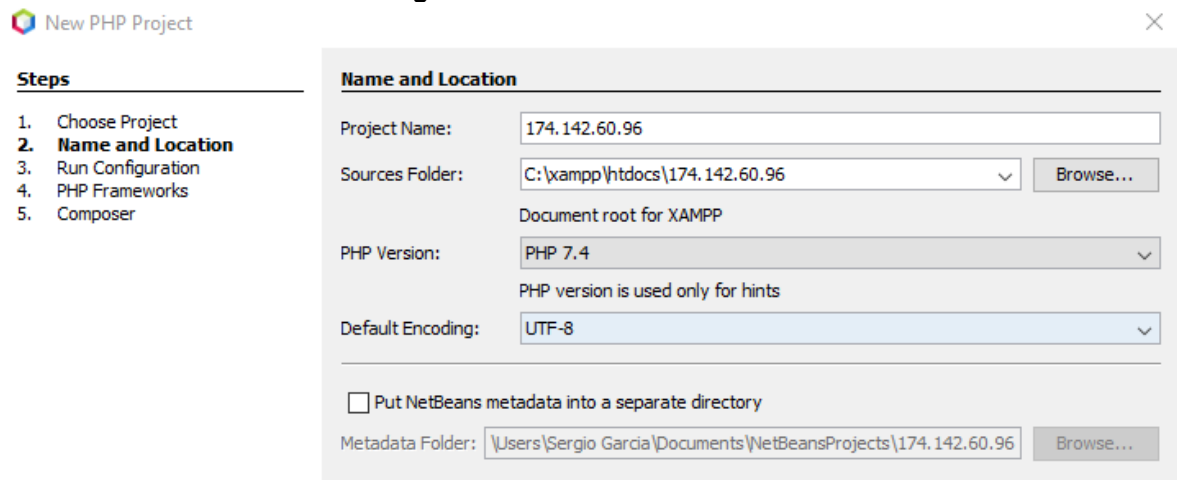 New PHP Project
Steps
1. Choose Project
2. Name and Location
3. Run Configuration
4. PHP Frameworks
5. Composer
Name and Location
Project Name: 174.142.60.96
Sources Folder: C:\xampp\htdocs\174.142.60.96 Browse...
Document root for XAMPP
PHP Version: PHP 7.4
PHP version is used only for hints
Default Encoding: UTF-8
Put NetBeans metadata into a separate directory
Metadata Folder: \Users\Sergio Garcia\Documents\NetBeansProjects\174.142.60.96 Browse...